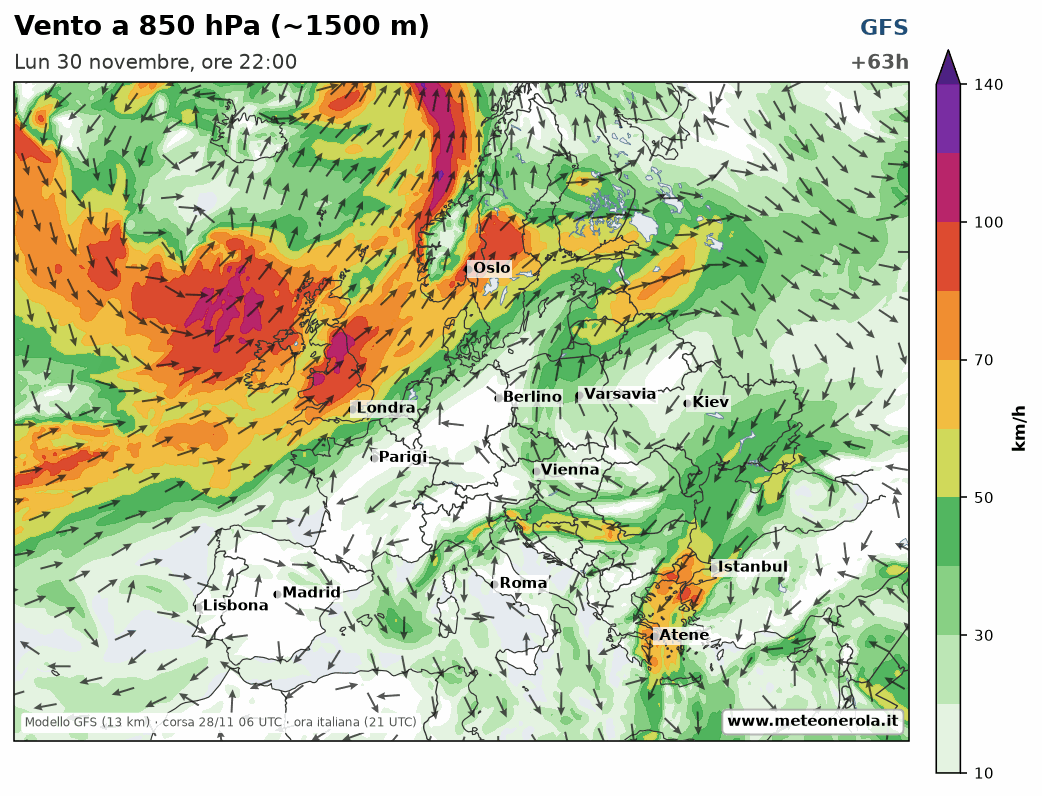 Vento a 850 hPa (~1500 m)
GFS
Lun 30 novembre, ore 22:00
+63h
140
100
70
50
30
10
km/h
Oslo
Berlino
Varsavia
Kiev
Londra
Parigi
Vienna
Istanbul
Roma
Madrid
Lisbona
Atene
Modello GFS (13 km) · corsa 28/11 06 UTC · ora italiana (21 UTC)
www.meteonerola.it